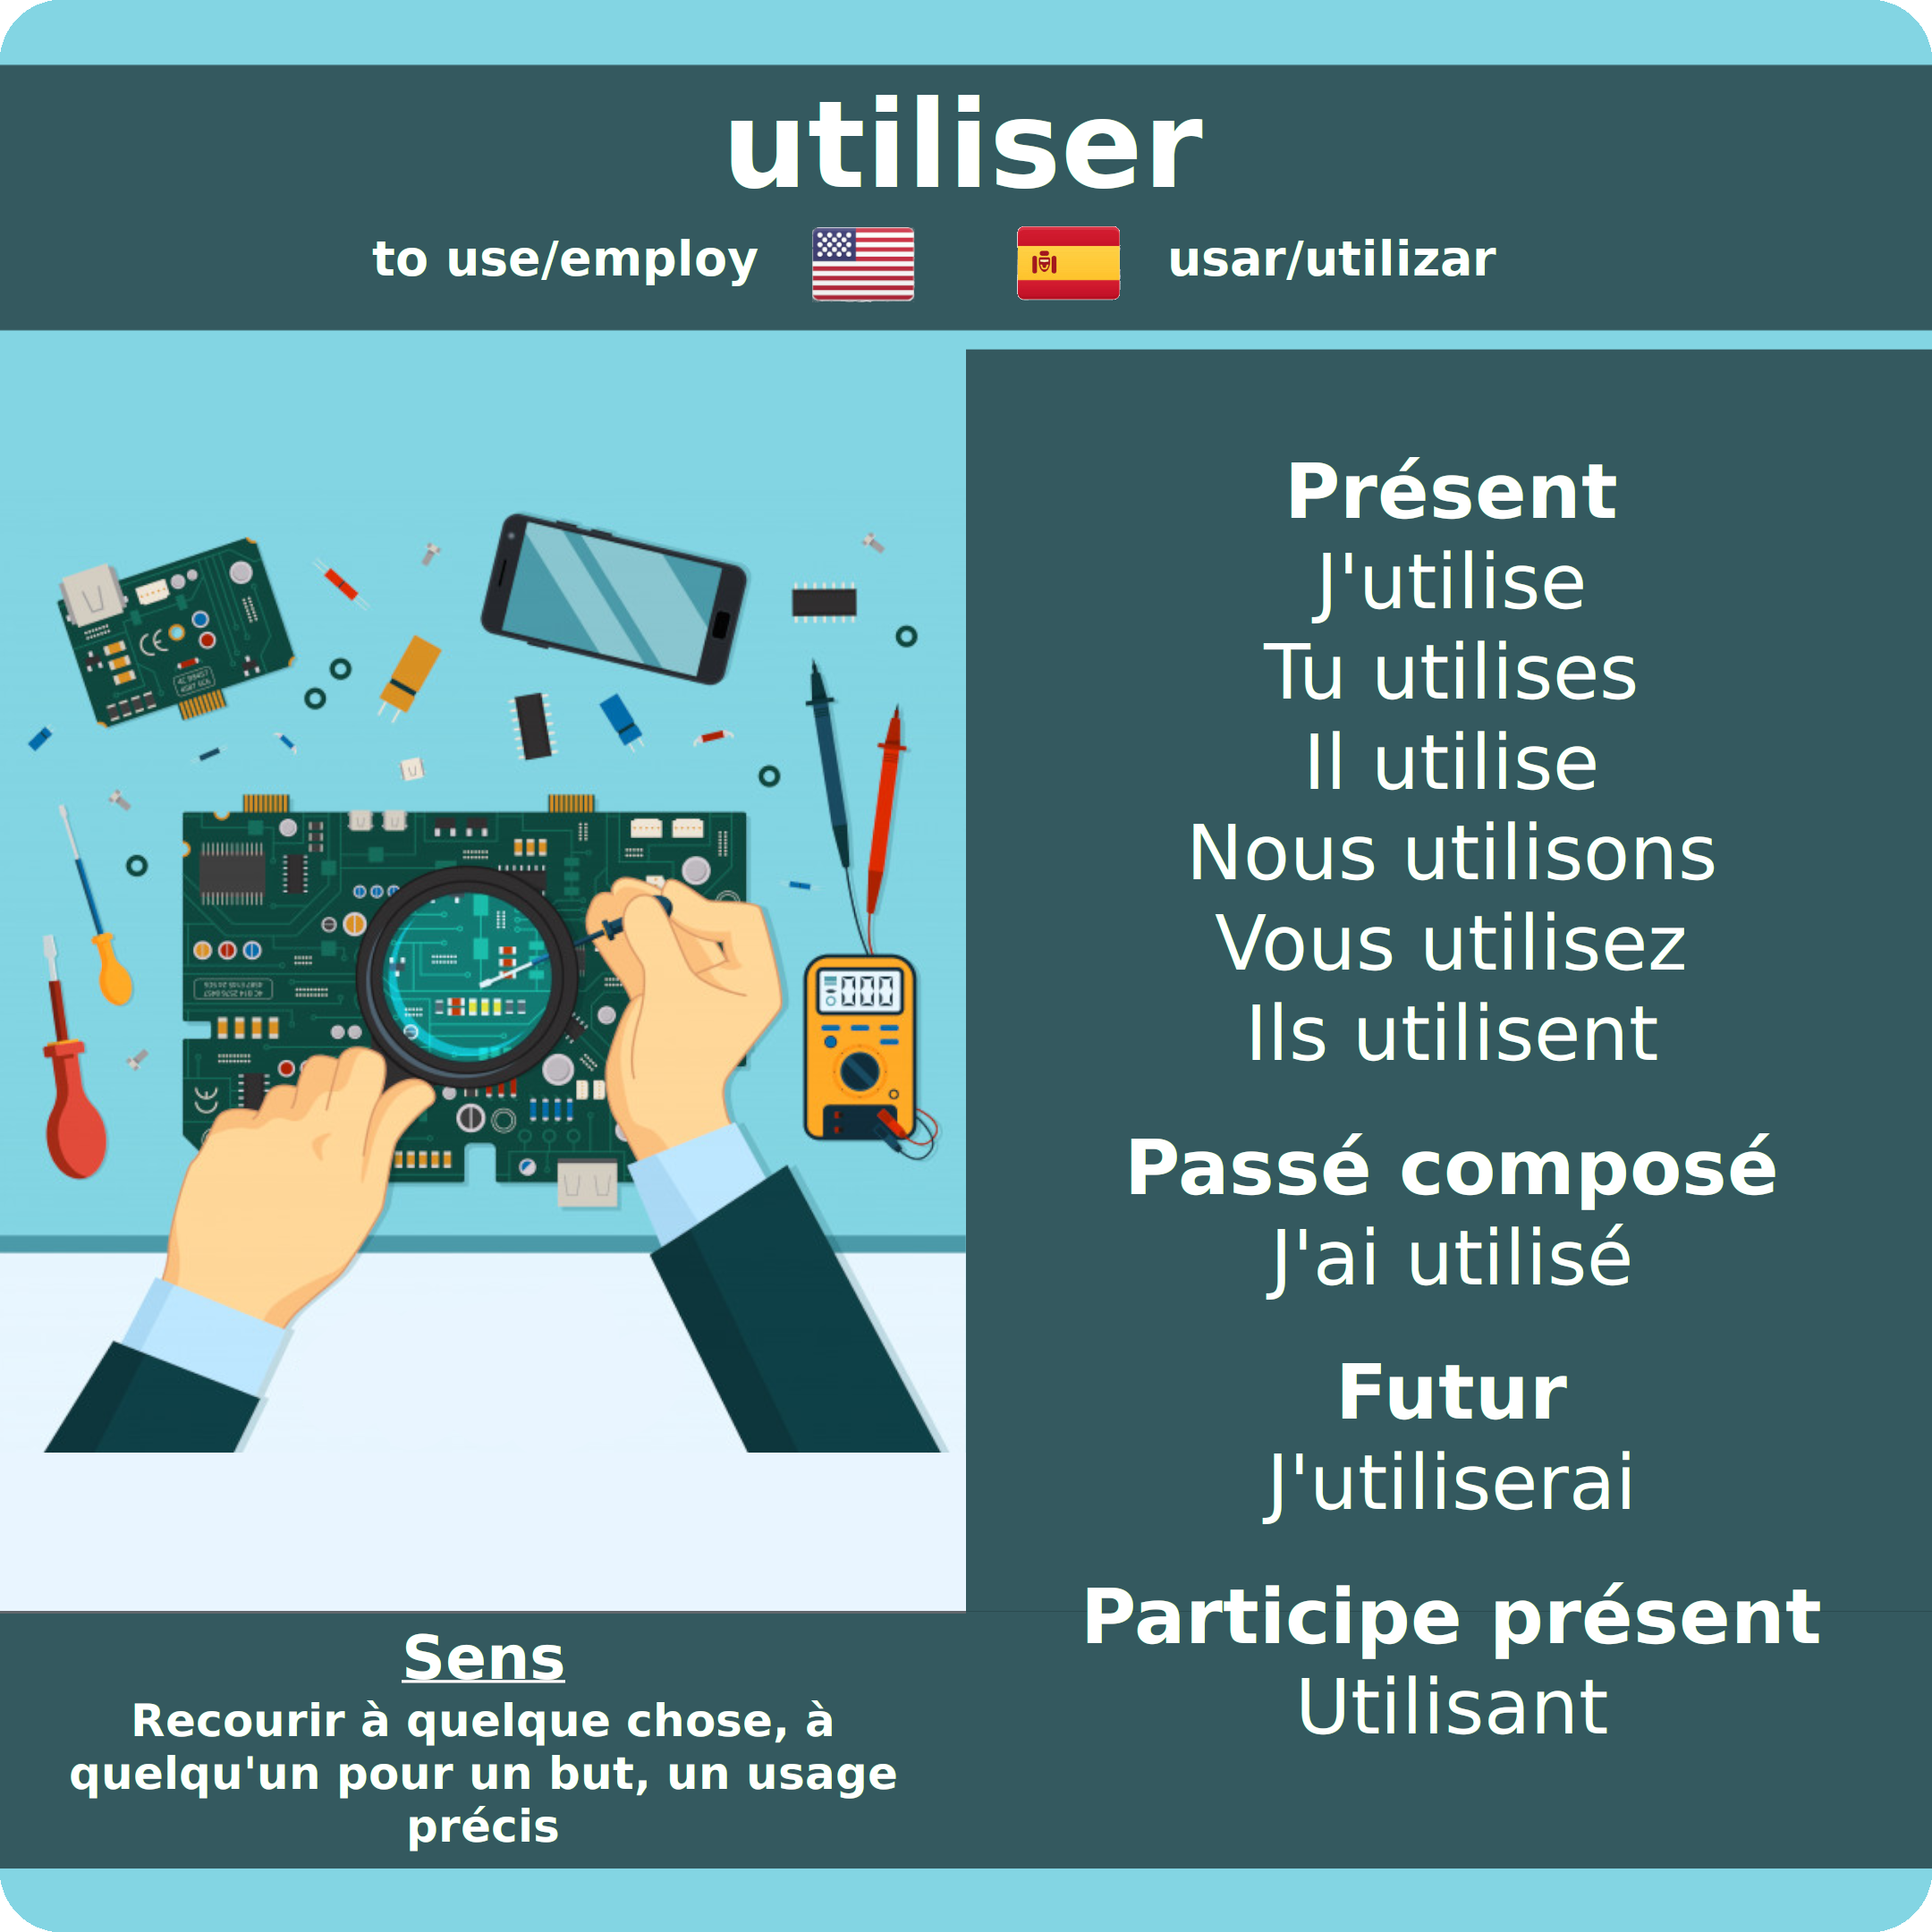 utiliser
to use/employ
usar/utilizar
Présent
J'utilise
Tu utilises
Il utilise
Nous utilisons
Vous utilisez
Ils utilisent
Passé composé
J'ai utilisé
Futur
J'utiliserai
Participe présent
Utilisant
Sens
Recourir à quelque chose, à
quelqu'un pour un but, un usage
précis